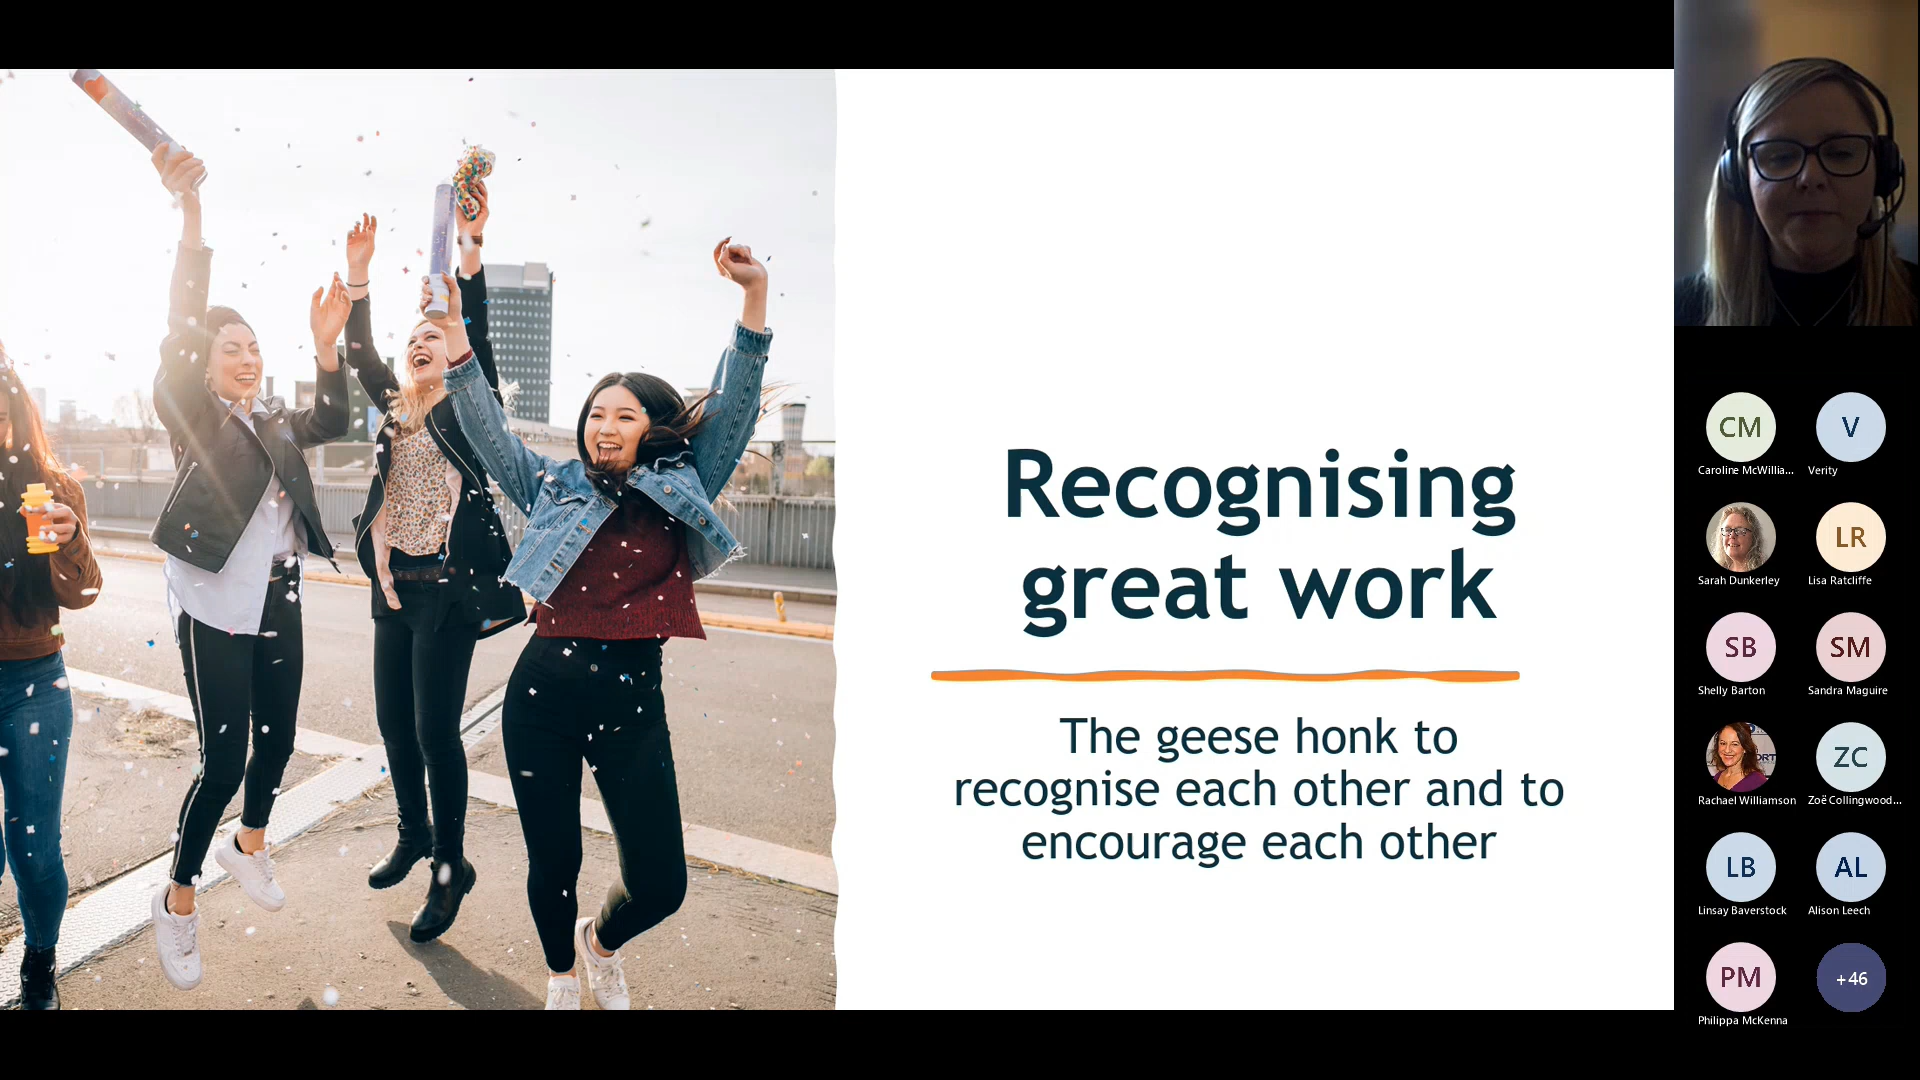 Recognising
great work
The geese honk to
recognise each other and to
encourage each other
CM
V
Caroline McWillia...
Verity
LR
Sarah Dunkerley
Lisa Ratcliffe
SB
SM
Shelly Barton
Sandra Maguire
ORT
ZC
Rachael Williamson
Zoë Collingwood...
LB
AL
Linsay Baverstock
Alison Leech
PM
+46
Philippa McKenna